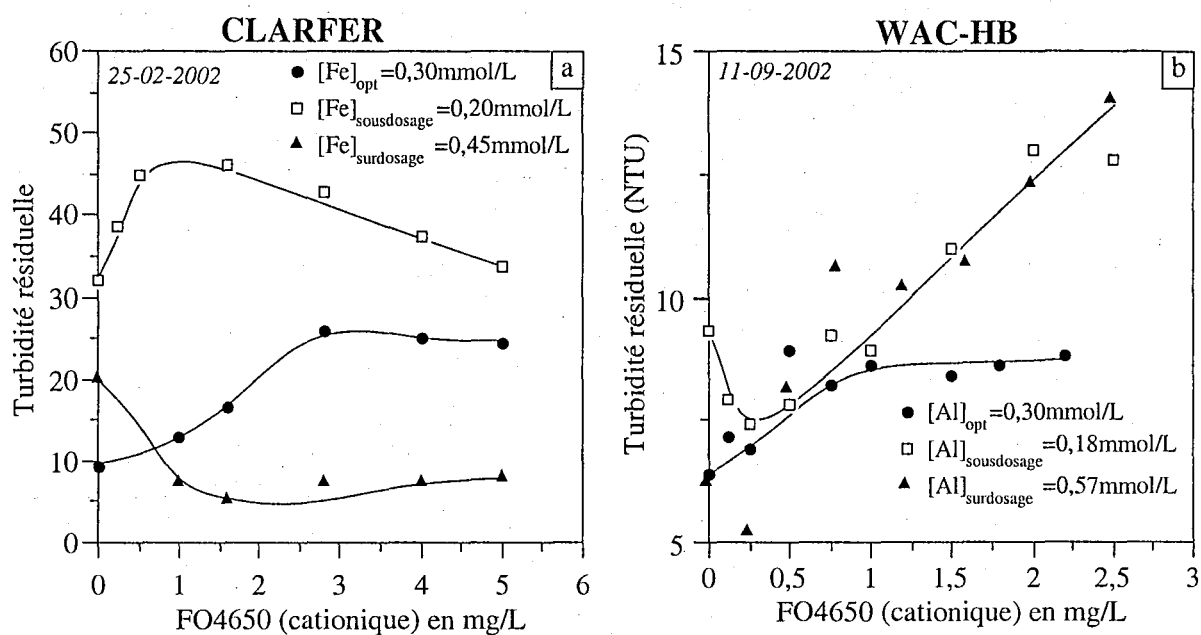 CLARFER
60
50
40
30
20
10
0
0 1 2 3 4 5 6
Turbidité résiduelle
FO4650 (cationique) en mg/L
25-02-2002
a
[Fe]opt=0,30mmol/L
[Fe]sousdosage=0,20mmol/L
[Fe]surdosage=0,45mmol/L
WAC-HB
15
10
5
0 0,5 1 1,5 2 2,5 3
Turbidité résiduelle (NTU)
FO4650 (cationique) en mg/L
11-09-2002
b
[Al]opt=0,30mmol/L
[Al]sousdosage=0,18mmol/L
[Al]surdosage=0,57mmol/L